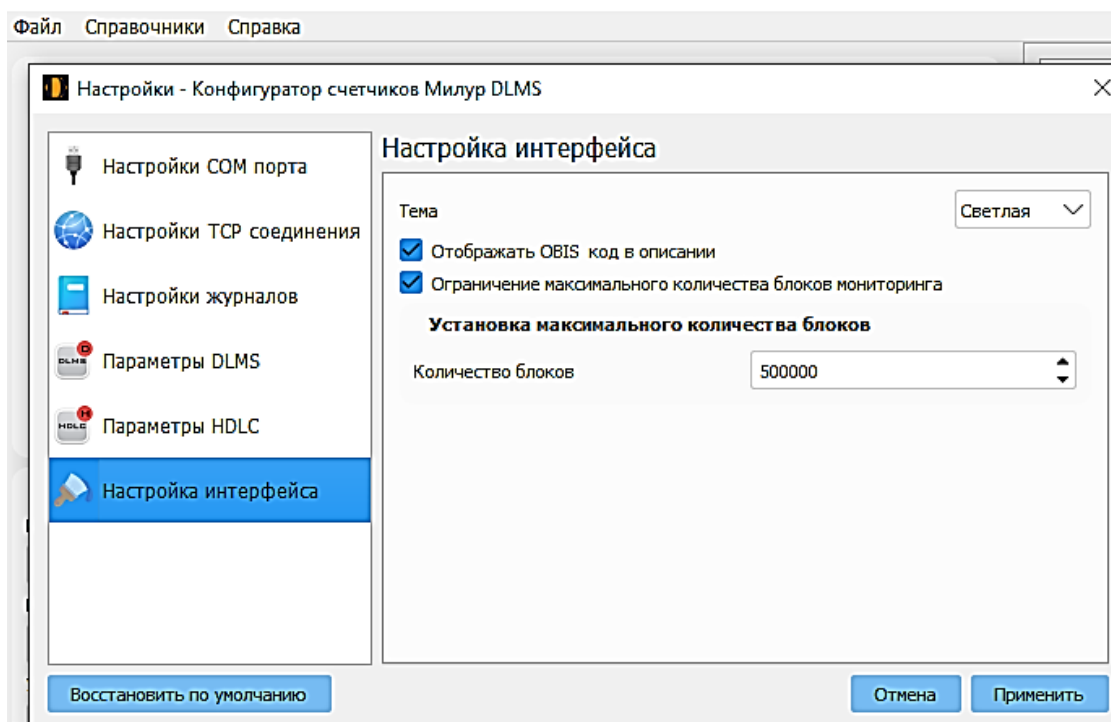 Файл Справочники Справка
Настройки - Конфигуратор счетчиков Милур DLMS
Настройки COM порта
Настройки TCP соединения
Настройки журналов
DLMS
D
Параметры DLMS
HDLC
H
Параметры HDLC
Настройка интерфейса
Настройка интерфейса
Тема
Светлая
Отображать OBIS код в описании
Ограничение максимального количества блоков мониторинга
Установка максимального количества блоков
Количество блоков
500000
Восстановить по умолчанию
Отмена
Применить